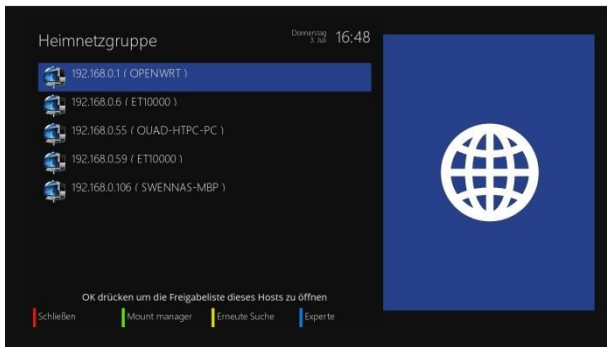 Heimnetzgruppe
Donnerstag
3. Juli
16:48
192.168.0.1 ( OPENWRT )
192.168.0.6 ( ET10000 )
192.168.0.55 ( QUAD-HTPC-PC )
192.168.0.59 ( ET10000 )
192.168.0.106 ( SWENNAS-MBP )
OK drücken um die Freigabeliste dieses Hosts zu öffnen
Schließen
Mount manager
Erneute Suche
Experte